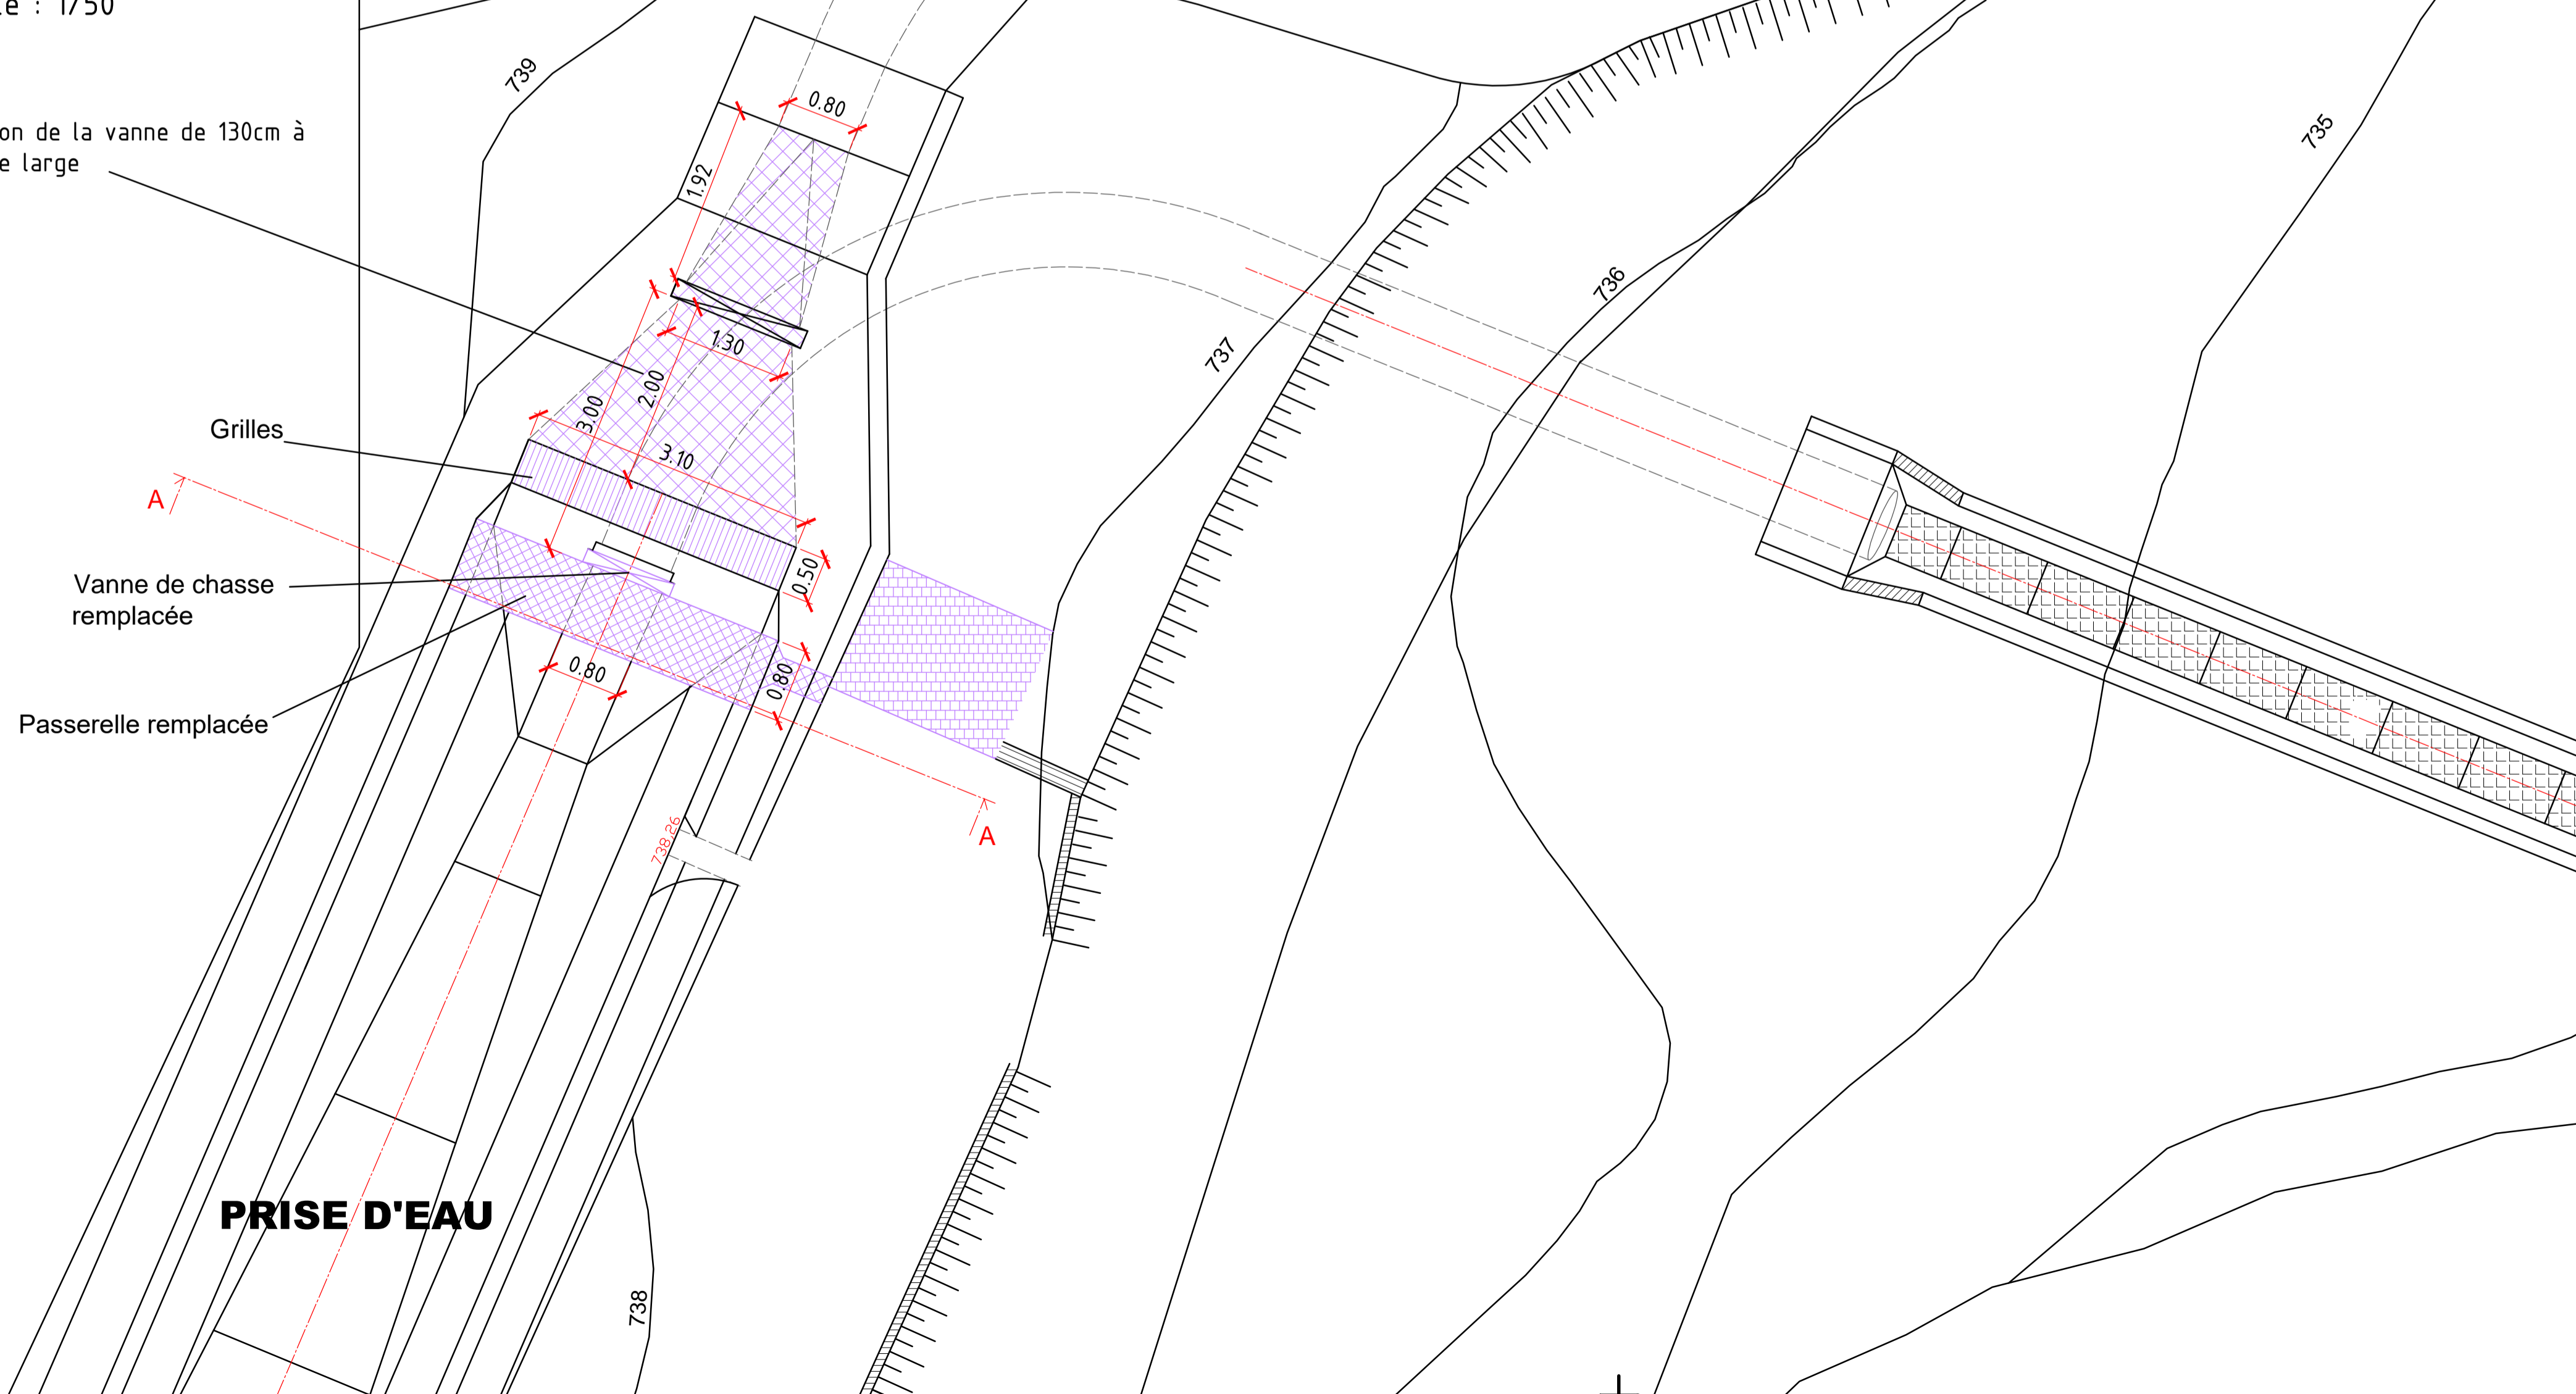 : 1/50
739
0.80
735
de la vanne de 130cm à
large
1.92
736
1.30
737
2.00
3.00
Grilles
3.10
A
0.50
Vanne de chasse
remplacée
0.80
0.80
Passerelle remplacée
738.26
A
PRISE D'EAU
738